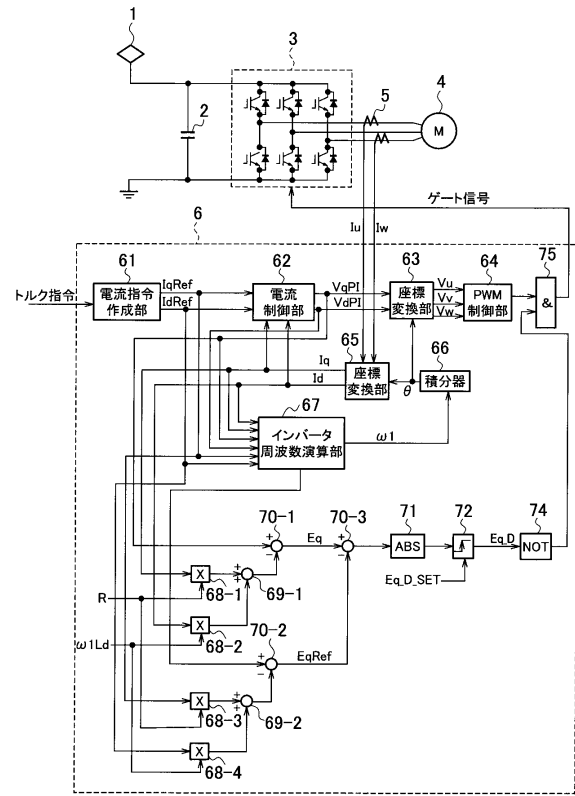 1
3
2
5
4
M
ゲート信号
Iu
Iw
6
61
62
63
64
75
トルク指令
電流指令
作成部
IqRef
IdRef
電流
制御部
VqPI
VdPI
座標
変換部
Vu
Vv
Vu
PWM
制御部
&
65
66
Iq
Id
座標
変換部
θ
積分器
67
インバータ
周波数演算部
ω1
70-1
70-3
71
72
74
+
−
Eq
+
−
ABS
Eq_D
NOT
Eq_D_SET
X
+
+
R
68-1
69-1
X
68-2
70-2
ω1Ld
+
−
EqRef
X
+
+
68-3
69-2
X
68-4